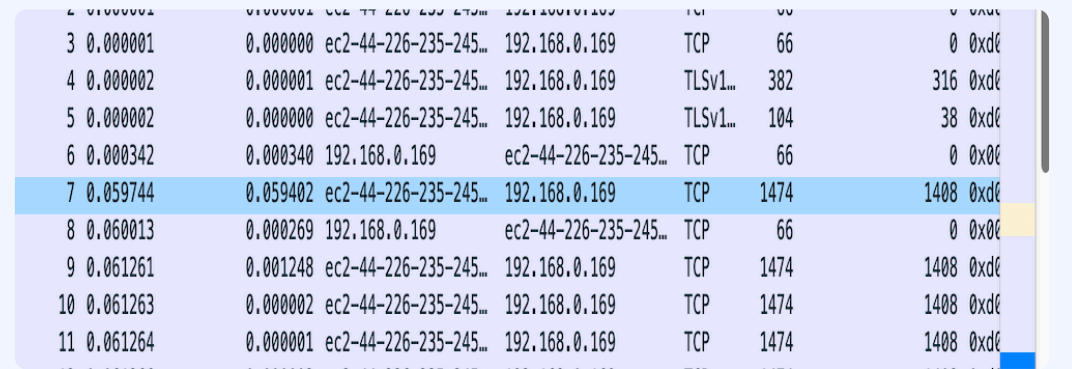 3 0.000001 0.000000 ec2-44-226-235-245… 192.168.0.169 TCP 66 0 0xd0
4 0.000002 0.000001 ec2-44-226-235-245… 192.168.0.169 TLSv1… 382 316 0xd0
5 0.000002 0.000000 ec2-44-226-235-245… 192.168.0.169 TLSv1… 104 38 0xd0
6 0.000342 0.000340 192.168.0.169 ec2-44-226-235-245… TCP 66 0 0x00
7 0.059744 0.059402 ec2-44-226-235-245… 192.168.0.169 TCP 1474 1408 0xd0
8 0.060013 0.000269 192.168.0.169 ec2-44-226-235-245… TCP 66 0 0x00
9 0.061261 0.001248 ec2-44-226-235-245… 192.168.0.169 TCP 1474 1408 0xd0
10 0.061263 0.000002 ec2-44-226-235-245… 192.168.0.169 TCP 1474 1408 0xd0
11 0.061264 0.000001 ec2-44-226-235-245… 192.168.0.169 TCP 1474 1408 0xd0